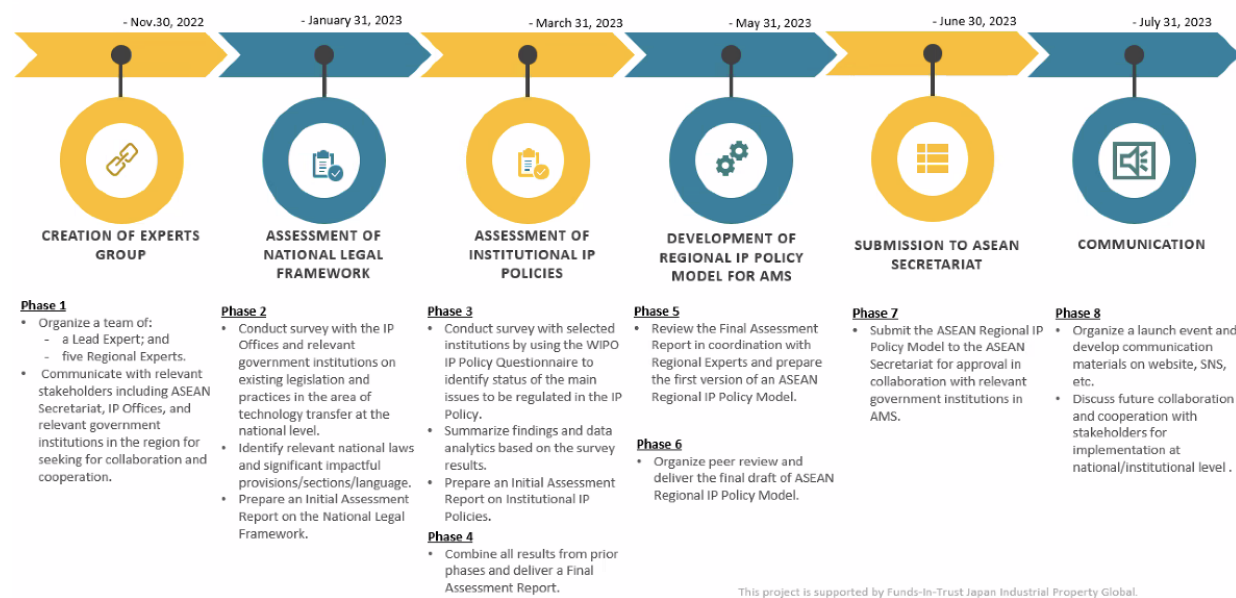 - Nov.30, 2022
- January 31, 2023
- March 31, 2023
- May 31, 2023
- June 30, 2023
- July 31, 2023
CREATION OF EXPERTS
GROUP
ASSESSMENT OF
NATIONAL LEGAL
FRAMEWORK
ASSESSMENT OF
INSTITUTIONAL IP
POLICIES
DEVELOPMENT OF
REGIONAL IP POLICY
MODEL FOR AMS
SUBMISSION TO ASEAN
SECRETARIAT
COMMUNICATION
Phase 1
• Organize a team of:
- a Lead Expert; and
- five Regional Experts.
• Communicate with relevant
stakeholders including ASEAN
Secretariat, IP Offices, and
relevant government
institutions in the region for
seeking for collaboration and
cooperation.
Phase 2
• Conduct survey with the IP
Offices and relevant
government institutions on
existing legislation and
practices in the area of
technology transfer at the
national level.
• Identify relevant national laws
and significant impactful
provisions/sections/language.
• Prepare an Initial Assessment
Report on the National Legal
Framework.
Phase 3
• Conduct survey with selected
institutions by using the WIPO
IP Policy Questionnaire to
identify status of the main
issues to be regulated in the IP
Policy.
• Summarize findings and data
analytics based on the survey
results.
• Prepare an Initial Assessment
Report on Institutional IP
Policies.
Phase 4
• Combine all results from prior
phases and deliver a Final
Assessment Report.
Phase 5
• Review the Final Assessment
Report in coordination with
Regional Experts and prepare
the first version of an ASEAN
Regional IP Policy Model.
Phase 6
• Organize peer review and
deliver the final draft of ASEAN
Regional IP Policy Model.
Phase 7
• Submit the ASEAN Regional IP
Policy Model to the ASEAN
Secretariat for approval in
collaboration with relevant
government institutions in
AMS.
Phase 8
• Organize a launch event and
develop communication
materials on website, SNS,
etc.
• Discuss future collaboration
and cooperation with
stakeholders for
implementation at
national/institutional level .
This project is supported by Funds-In-Trust Japan Industrial Property Global.